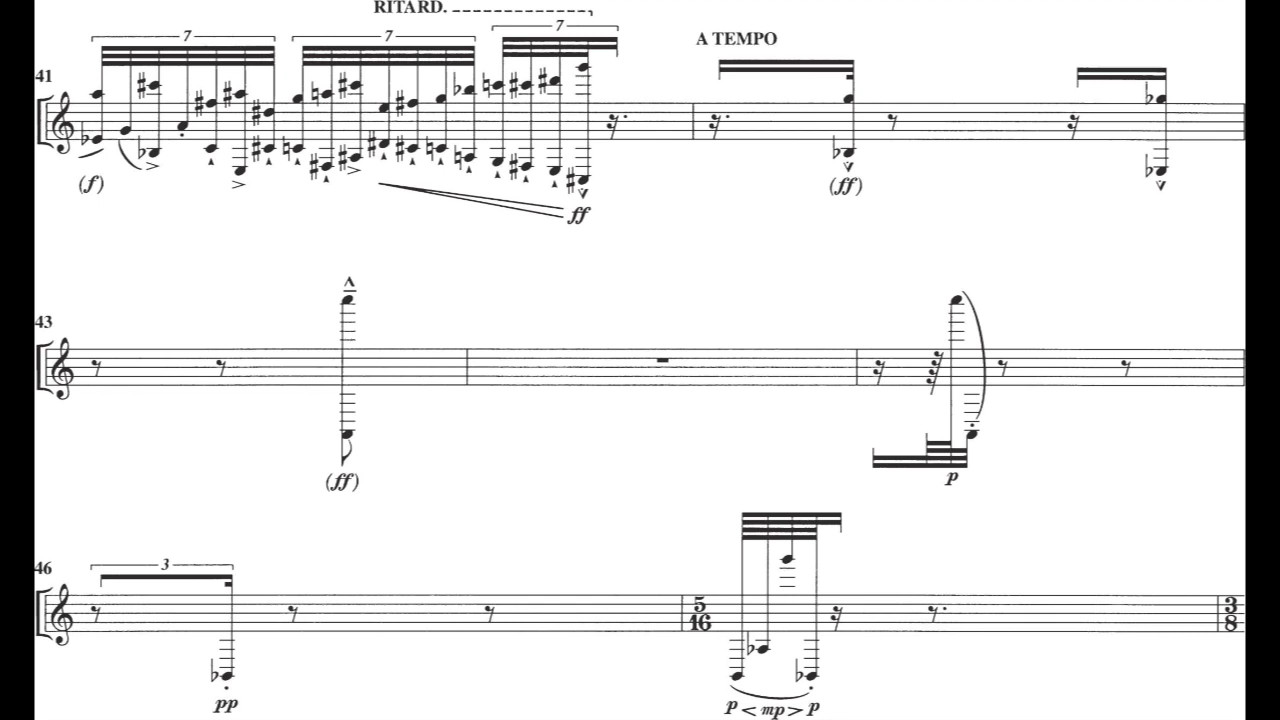 RITARD.
7 7 7
A TEMPO
41
(f)
ff
(ff)
43
(ff)
p
46
3
5
16
3
8
pp
p < mp > p